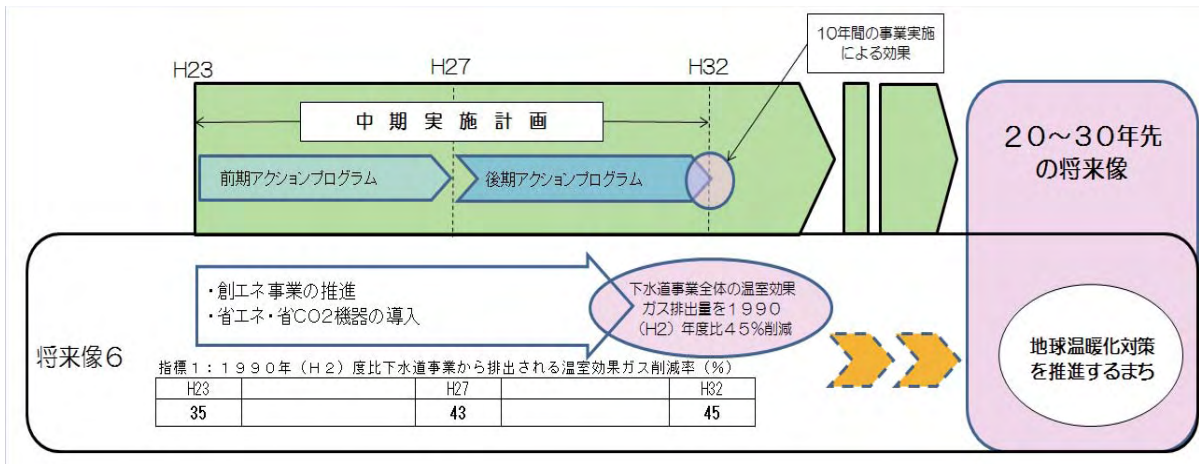 H23
H27
H32
10年間の事業実施
による効果
中期実施計画
前期アクションプログラム
後期アクションプログラム
20～30年先
の将来像
将来像6
・創エネ事業の推進
・省エネ・省CO2機器の導入
下水道事業全体の温室効果
ガス排出量を1990
(H2)年度比45%削減
地球温暖化対策
を推進するまち
指標1：1990年(H2)度比下水道事業から排出される温室効果ガス削減率(%)
H23 H27 H32
35 43 45